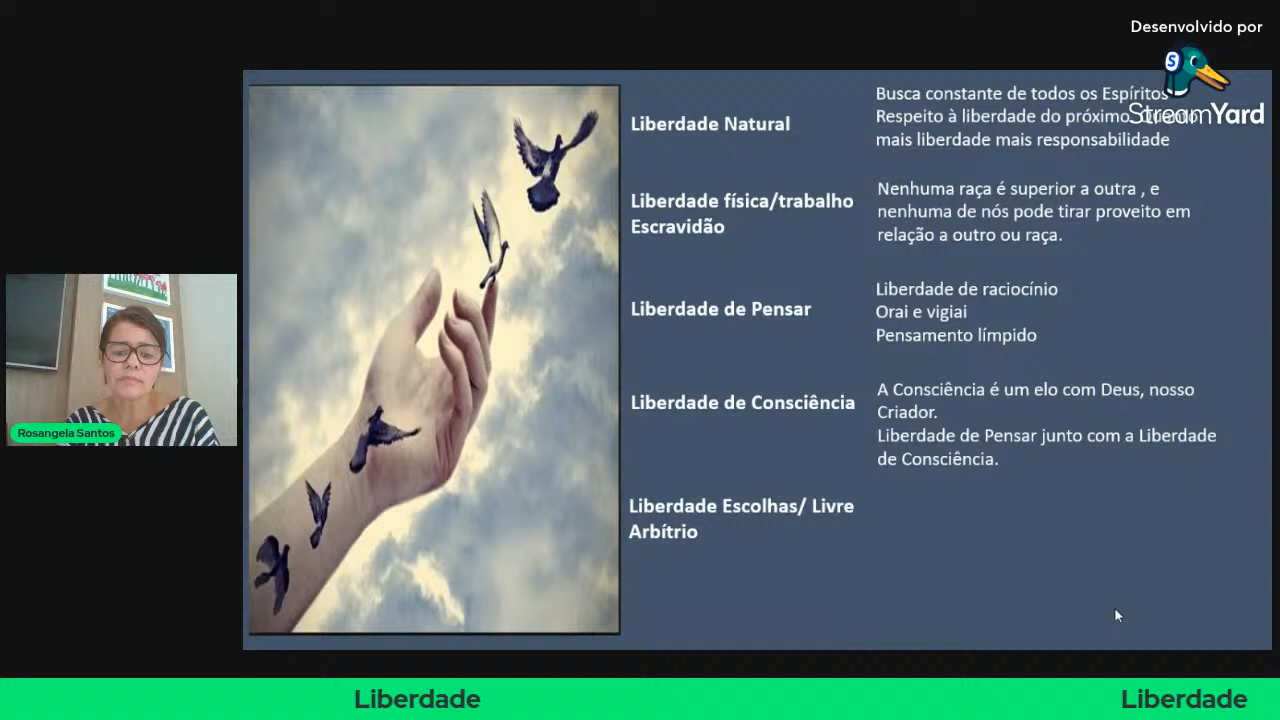 Desenvolvido por
StreamYard
Liberdade Natural
Busca constante de todos os Espíritos
Respeito à liberdade do próximo. Quanto
mais liberdade mais responsabilidade
Liberdade física/trabalho
Escravidão
Nenhuma raça é superior a outra , e
nenhuma de nós pode tirar proveito em
relação a outro ou raça.
Liberdade de Pensar
Liberdade de raciocínio
Orai e vigiai
Pensamento límpido
Liberdade de Consciência
A Consciência é um elo com Deus, nosso
Criador.
Liberdade de Pensar junto com a Liberdade
de Consciência.
Liberdade Escolhas/ Livre
Arbítrio
Rosangela Santos
Liberdade
Liberdade